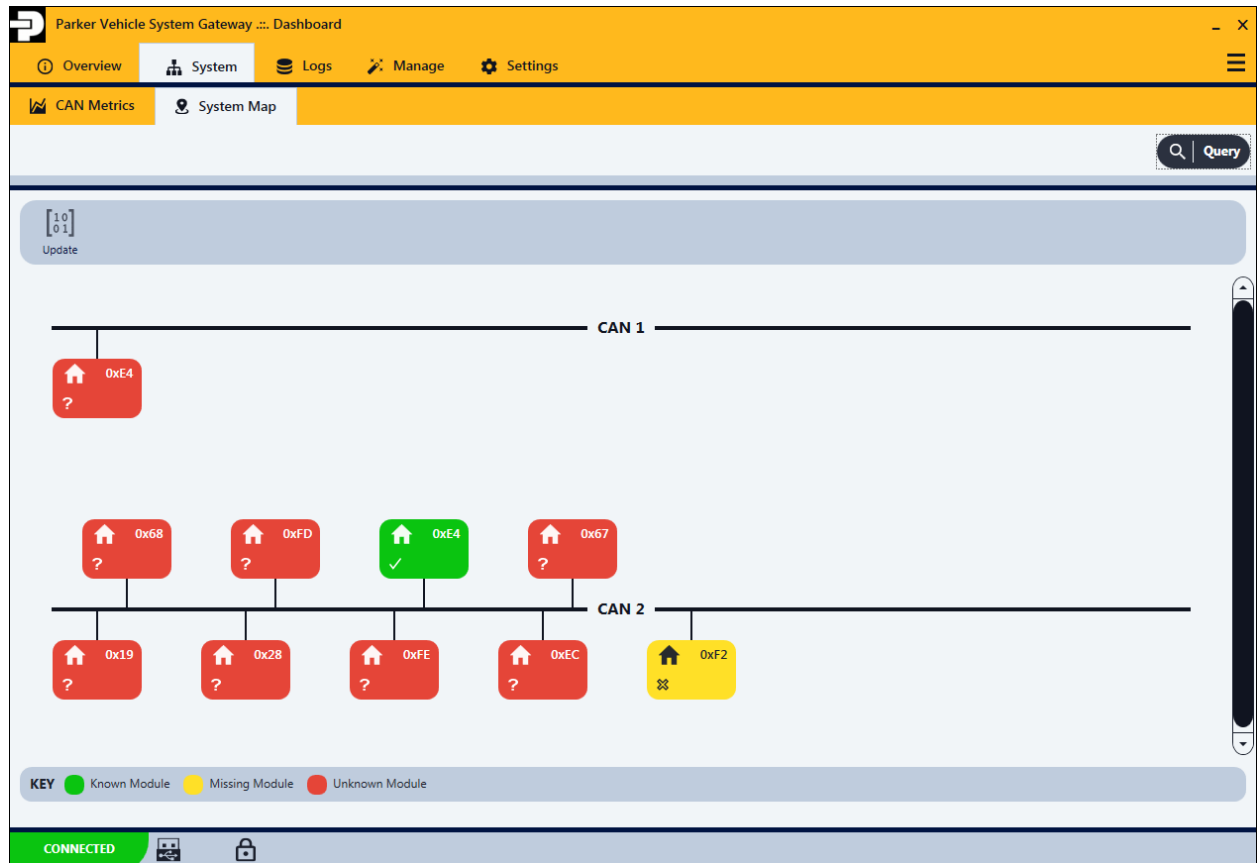 Parker Vehicle System Gateway .::. Dashboard
Overview System Logs Manage Settings
CAN Metrics System Map
Query
10
01
Update
CAN 1
0xE4
?
0x68 0xFD 0xE4 0x67
? ? ?
CAN 2
0x19 0x28 0xFE 0xEC 0xF2
? ? ? ?
KEY Known Module Missing Module Unknown Module
CONNECTED